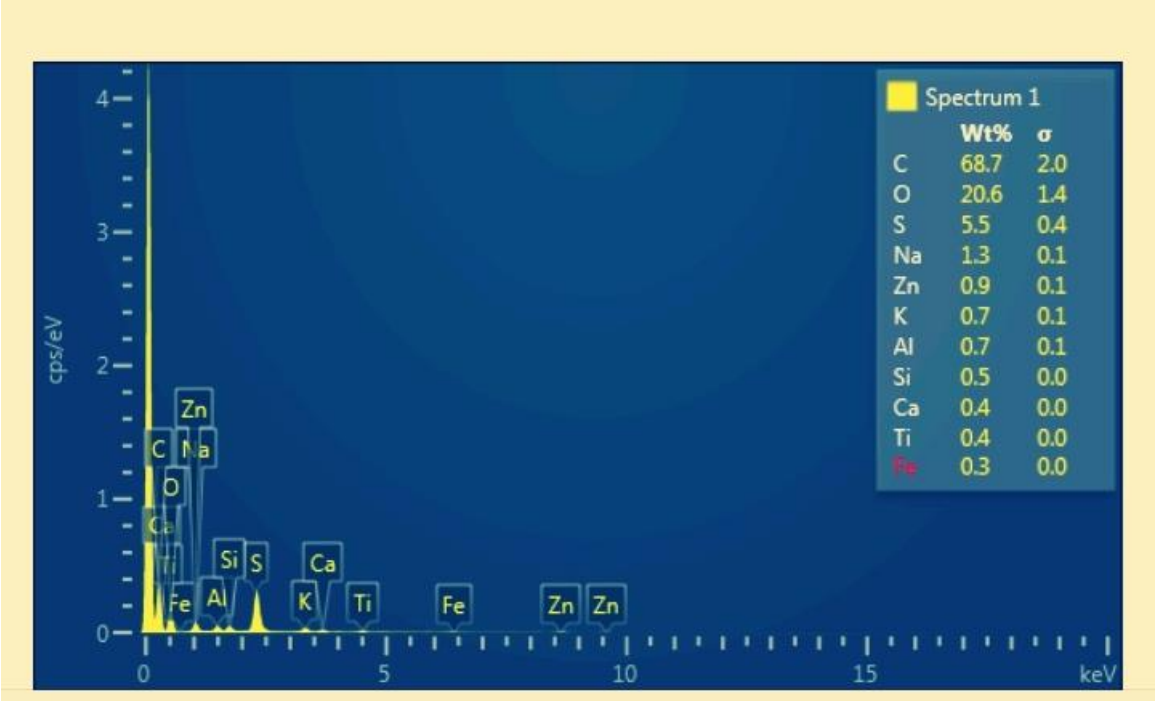 Spectrum 1
Wt% σ
C 68.7 2.0
O 20.6 1.4
S 5.5 0.4
Na 1.3 0.1
Zn 0.9 0.1
K 0.7 0.1
Al 0.7 0.1
Si 0.5 0.0
Ca 0.4 0.0
Ti 0.4 0.0
Fe 0.3 0.0
cps/eV
4
3
2
1
0
Zn
C Na
O
Ca
Ti Si S Ca
Fe Al K Ti Fe Zn Zn
0 5 10 15 keV